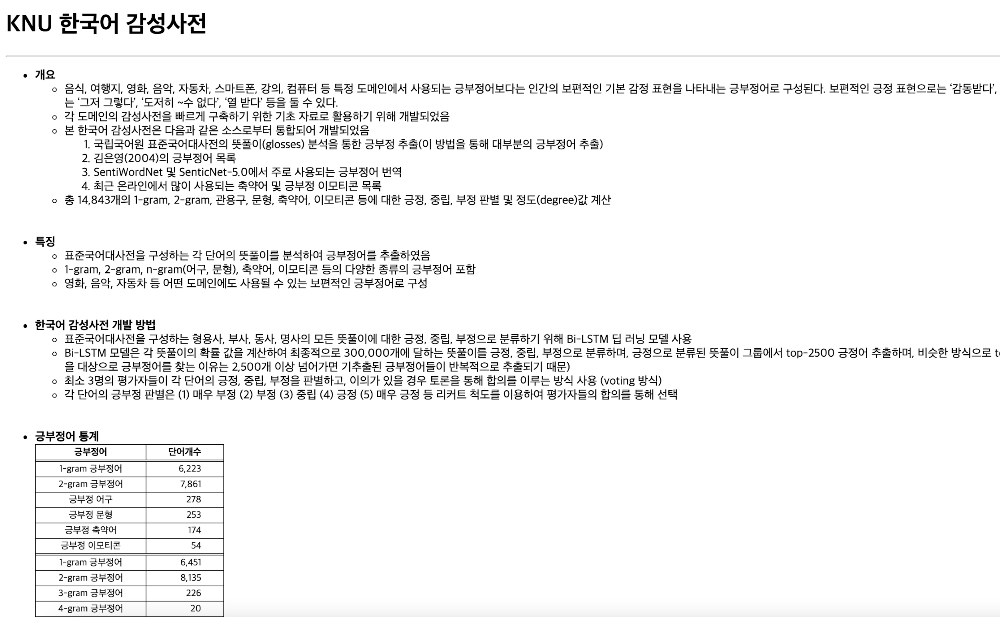 KNU 한국어 감성사전
개요
음식, 여행지, 영화, 음악, 자동차, 스마트폰, 강의, 컴퓨터 등 특정 도메인에서 사용되는 긍부정어보다는 인간의 보편적인 기본 감정 표현을 나타내는 긍부정어로 구성된다. 보편적인 긍정 표현으로는 ‘감동받다’,
는 ‘그저 그렇다’, ‘도저히 ~수 없다’, ‘열 받다’ 등을 둘 수 있다.
각 도메인의 감성사전을 빠르게 구축하기 위한 기초 자료로 활용하기 위해 개발되었음
본 한국어 감성사전은 다음과 같은 소스로부터 통합되어 개발되었음
1. 국립국어원 표준국어대사전의 뜻풀이(glosses) 분석을 통한 긍부정 추출(이 방법을 통해 대부분의 긍부정어 추출)
2. 김은영(2004)의 긍부정어 목록
3. SentiWordNet 및 SenticNet-5.0에서 주로 사용되는 긍부정어 번역
4. 최근 온라인에서 많이 사용되는 축약어 및 긍부정 이모티콘 목록
총 14,843개의 1-gram, 2-gram, 관용구, 문형, 축약어, 이모티콘 등에 대한 긍정, 중립, 부정 판별 및 정도(degree)값 계산
특징
표준국어대사전을 구성하는 각 단어의 뜻풀이를 분석하여 긍부정어를 추출하였음
1-gram, 2-gram, n-gram(어구, 문형), 축약어, 이모티콘 등의 다양한 종류의 긍부정어 포함
영화, 음악, 자동차 등 어떤 도메인에도 사용될 수 있는 보편적인 긍부정어로 구성
한국어 감성사전 개발 방법
표준국어대사전을 구성하는 형용사, 부사, 동사, 명사의 모든 뜻풀이에 대한 긍정, 중립, 부정으로 분류하기 위해 Bi-LSTM 딥 러닝 모델 사용
Bi-LSTM 모델은 각 뜻풀이의 확률 값을 계산하여 최종적으로 300,000개에 달하는 뜻풀이를 긍정, 중립, 부정으로 분류하며, 긍정으로 분류된 뜻풀이 그룹에서 top-2500 긍정어 추출하며, 비슷한 방식으로
을 대상으로 긍부정어를 찾는 이유는 2,500개 이상 넘어가면 기추출된 긍부정어들이 반복적으로 추출되기 때문)
최소 3명의 평가자들이 각 단어의 긍정, 중립, 부정을 판별하고, 이의가 있을 경우 토론을 통해 합의를 이루는 방식 사용 (voting 방식)
각 단어의 긍부정 판별은 (1) 매우 부정 (2) 부정 (3) 중립 (4) 긍정 (5) 매우 긍정 등 리커트 척도를 이용하여 평가자들의 합의를 통해 선택
긍부정어 통계
긍부정어 단어개수
1-gram 긍부정어 6,223
2-gram 긍부정어 7,861
긍부정 어구 278
긍부정 문형 253
긍부정 축약어 174
긍부정 이모티콘 54
1-gram 긍부정어 6,451
2-gram 긍부정어 8,135
3-gram 긍부정어 226
4-gram 긍부정어 20